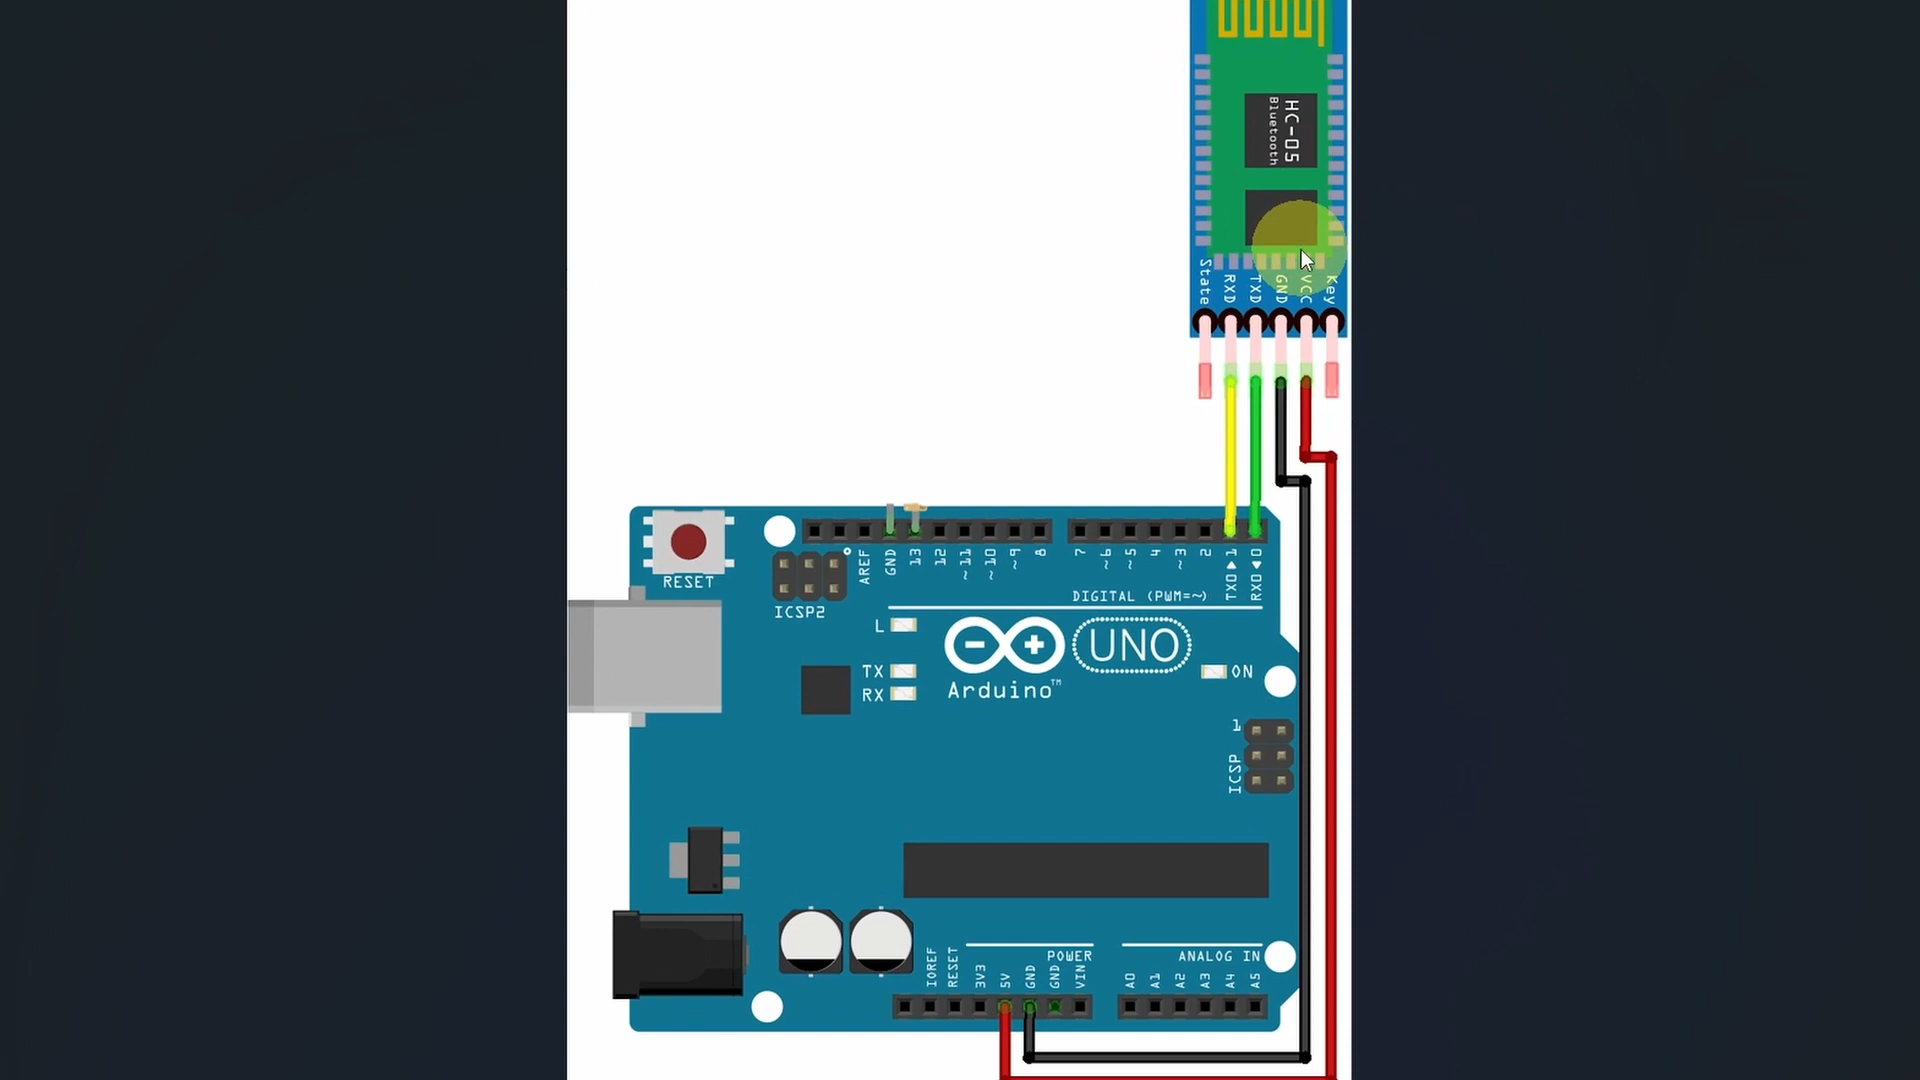 HC-05
Bluetooth
State
RXD
TXD
GND
VCC
Key
RESET
ICSP2
AREF
GND
13
12
~11
~10
~9
8
7
~6
~5
4
~3
2
TX0 ▶ 1
RX0 ◀ 0
DIGITAL (PWM=~)
L
TX
RX
UNO
Arduino™
ON
1
ICSP
IOREF
RESET
3V3
5V
GND
GND
VIN
POWER
ANALOG IN
A0
A1
A2
A3
A4
A5